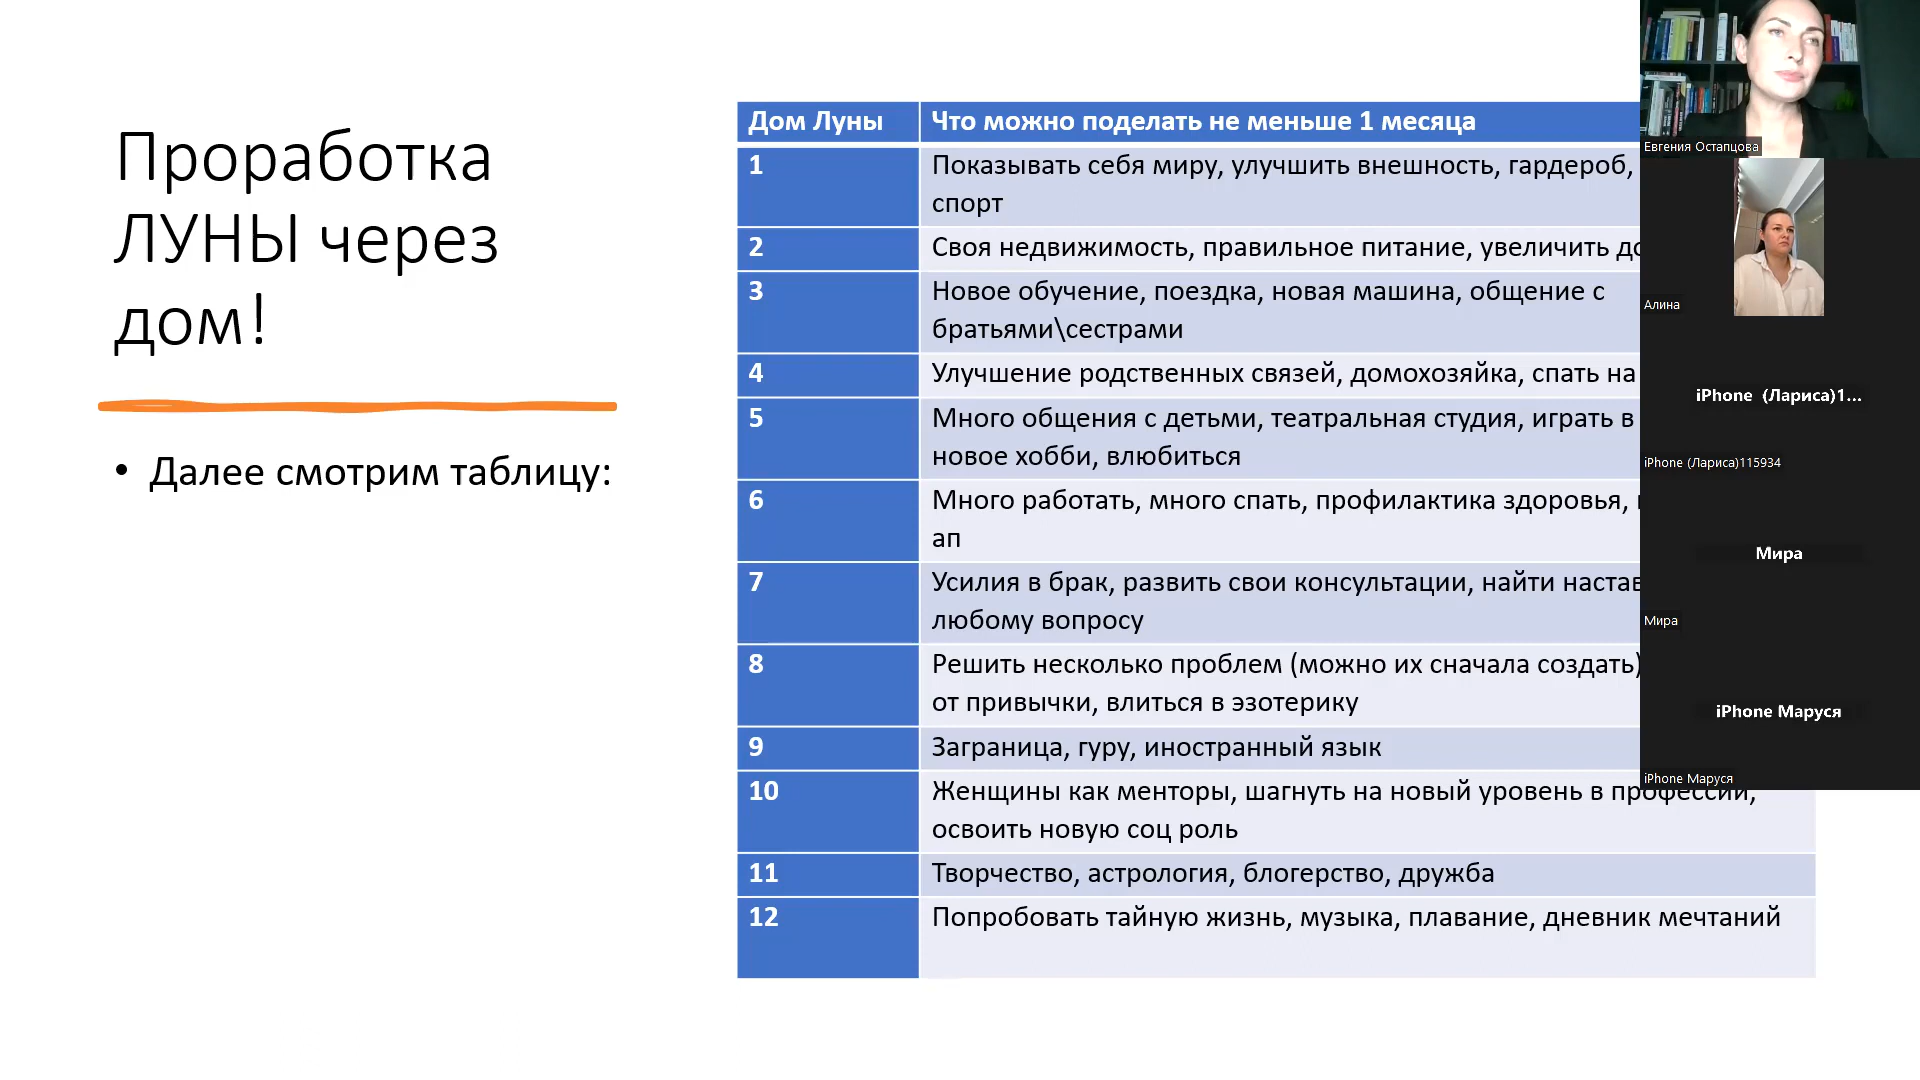 Проработка
ЛУНЫ через
дом!
• Далее смотрим таблицу:
Дом Луны Что можно поделать не меньше 1 месяца
1 Показывать себя миру, улучшить внешность, гардероб,
спорт
2 Своя недвижимость, правильное питание, увеличить
3 Новое обучение, поездка, новая машина, общение с
братьями\сестрами
4 Улучшение родственных связей, домохозяйка, спать на
5 Много общения с детьми, театральная студия, играть в
новое хобби, влюбиться
6 Много работать, много спать, профилактика здоровья,
ап
7 Усилия в брак, развить свои консультации, найти
любому вопросу
8 Решить несколько проблем (можно их сначала создать)
от привычки, влиться в эзотерику
9 Заграница, гуру, иностранный язык
10 Женщины как менторы, шагнуть на новый уровень в профессии,
освоить новую соц роль
11 Творчество, астрология, блогерство, дружба
12 Попробовать тайную жизнь, музыка, плавание, дневник мечтаний
Евгения Остапцова
Алина
iPhone (Лариса)1...
iPhone (Лариса)115934
Мира
Мира
iPhone Маруся
iPhone Маруся